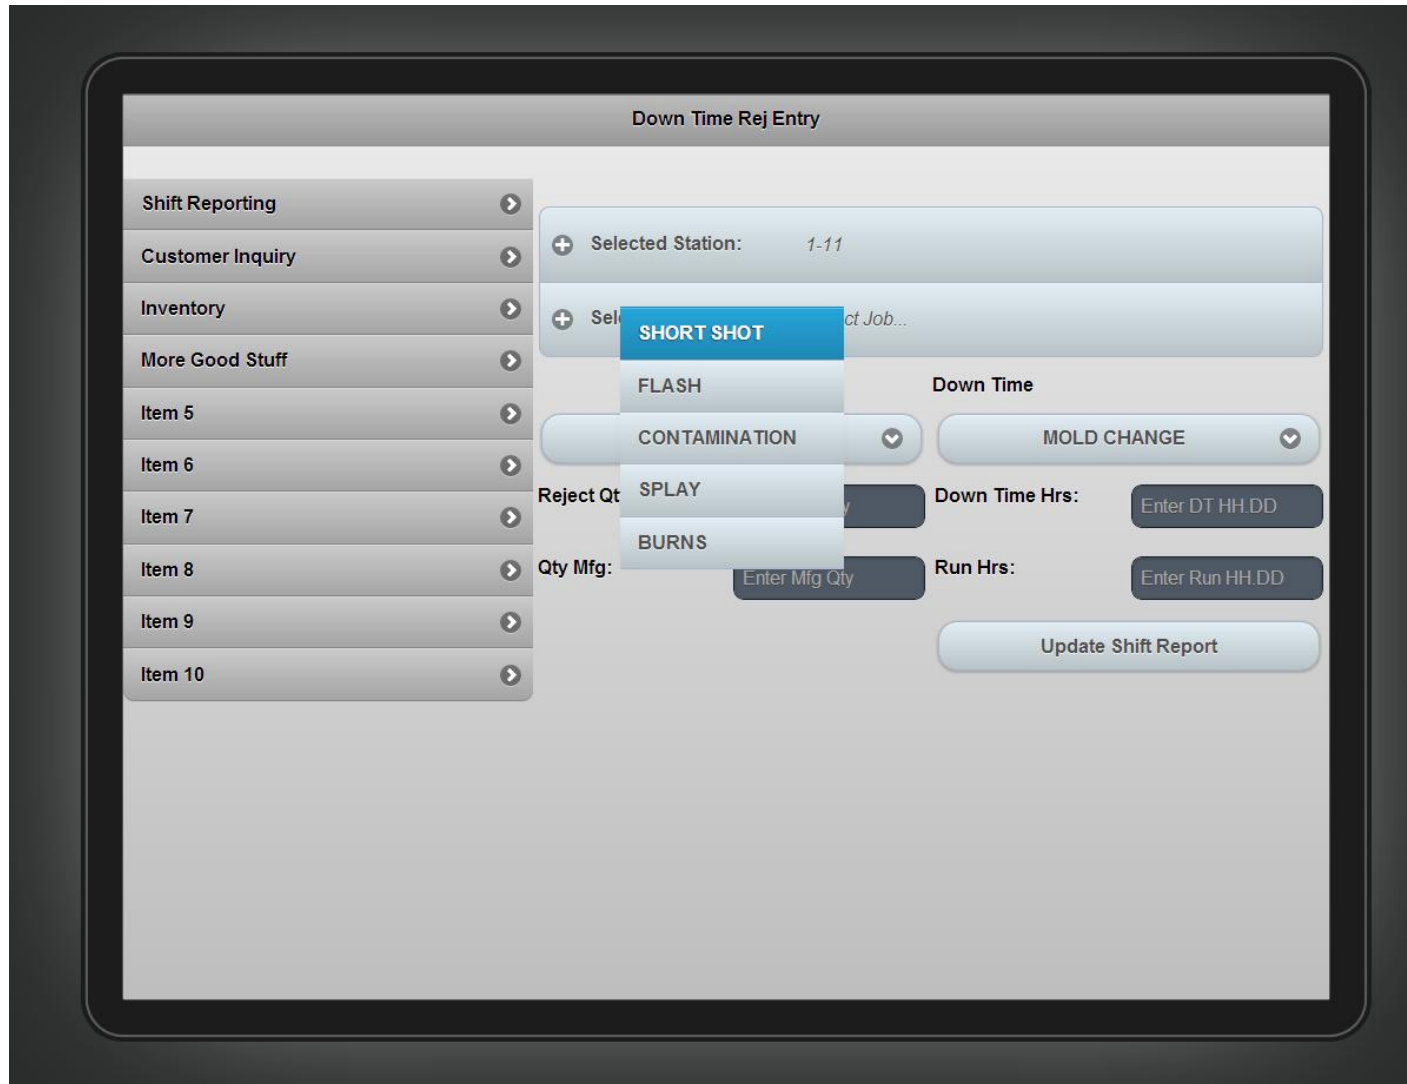 Down Time Rej Entry
Shift Reporting
Customer Inquiry
Inventory
More Good Stuff
Item 5
Item 6
Item 7
Item 8
Item 9
Item 10
Selected Station: 1-11
Job...
SHORT SHOT
FLASH
CONTAMINATION
SPLAY
BURNS
Down Time
MOLD CHANGE
Reject
Down Time Hrs: Enter DT HH.DD
Qty Mfg: Enter Mfg Qty
Run Hrs: Enter Run HH.DD
Update Shift Report